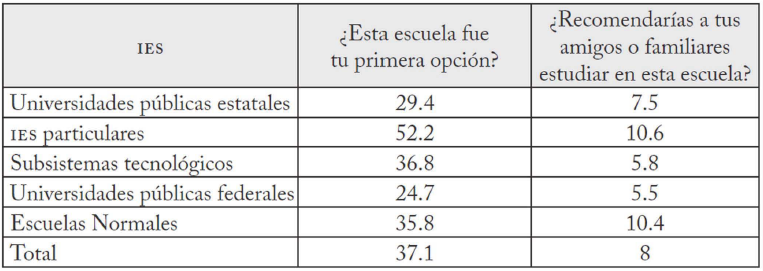 IES
¿Esta escuela fue
tu primera opción?
¿Recomendarías a tus
amigos o familiares
estudiar en esta escuela?
Universidades públicas estatales 29.4 7.5
IES particulares 52.2 10.6
Subsistemas tecnológicos 36.8 5.8
Universidades públicas federales 24.7 5.5
Escuelas Normales 35.8 10.4
Total 37.1 8